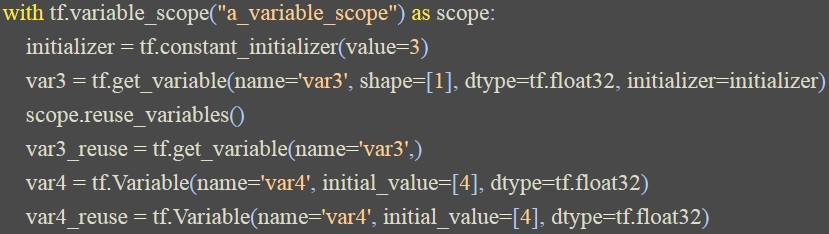 with tf.variable_scope("a_variable_scope") as scope:
initializer = tf.constant_initializer(value=3)
var3 = tf.get_variable(name='var3', shape=[1], dtype=tf.float32, initializer=initializer)
scope.reuse_variables()
var3_reuse = tf.get_variable(name='var3',)
var4 = tf.Variable(name='var4', initial_value=[4], dtype=tf.float32)
var4_reuse = tf.Variable(name='var4', initial_value=[4], dtype=tf.float32)